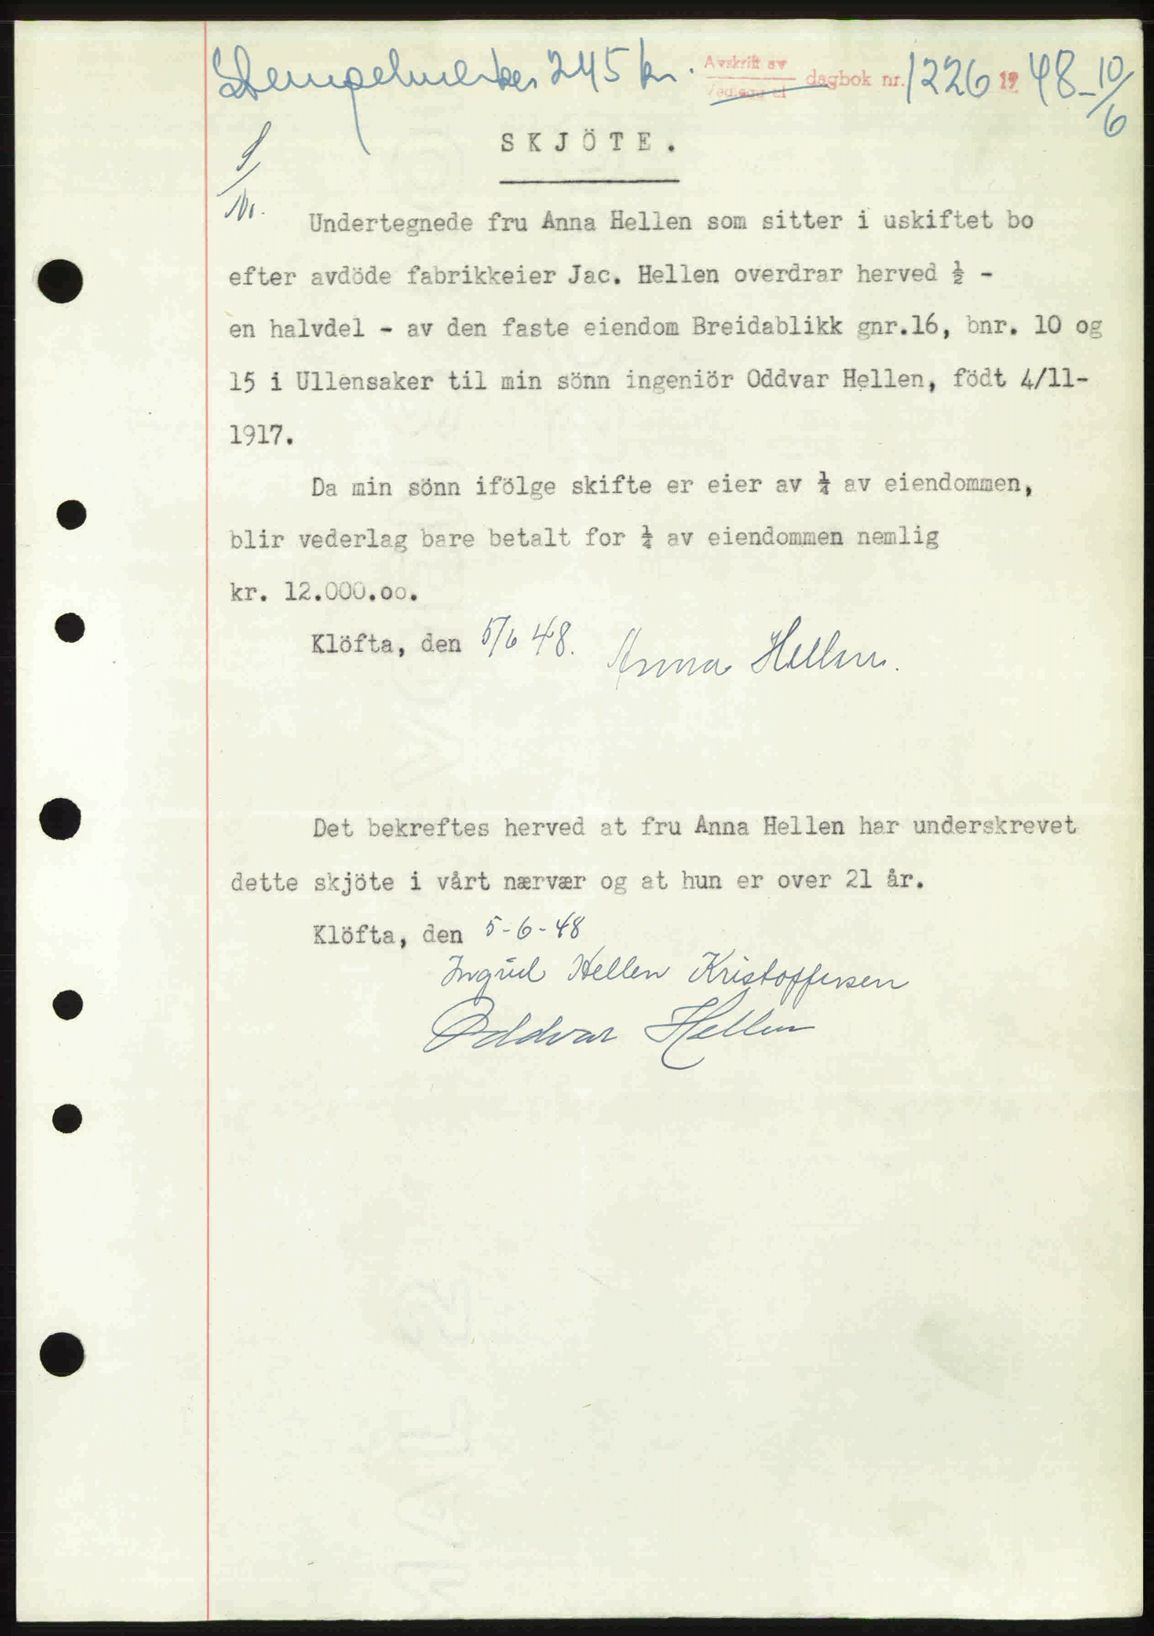 Stempelmerker 245 kr.
Avskrift av
dagbok nr. 1226 19 48 - 10/6
SKJÖTE.
Undertegnede fru Anna Hellen som sitter i uskiftet bo
efter avdöde fabrikkeier Jac. Hellen overdrar herved ½ -
en halvdel - av den faste eiendom Breidablikk gnr.16, bnr. 10 og
15 i Ullensaker til min sönn ingeniör Oddvar Hellen, födt 4/11-
1917.
Da min sönn ifölge skifte er eier av ¼ av eiendommen,
blir vederlag bare betalt for ¼ av eiendommen nemlig
kr. 12.000.oo.
Klöfta, den 5/6 48. Anna Hellen.
Det bekreftes herved at fru Anna Hellen har underskrevet
dette skjöte i vårt nærvær og at hun er over 21 år.
Klöfta, den 5-6-48
Ingrid Hellen Kristoffersen
Oddvar Hellen